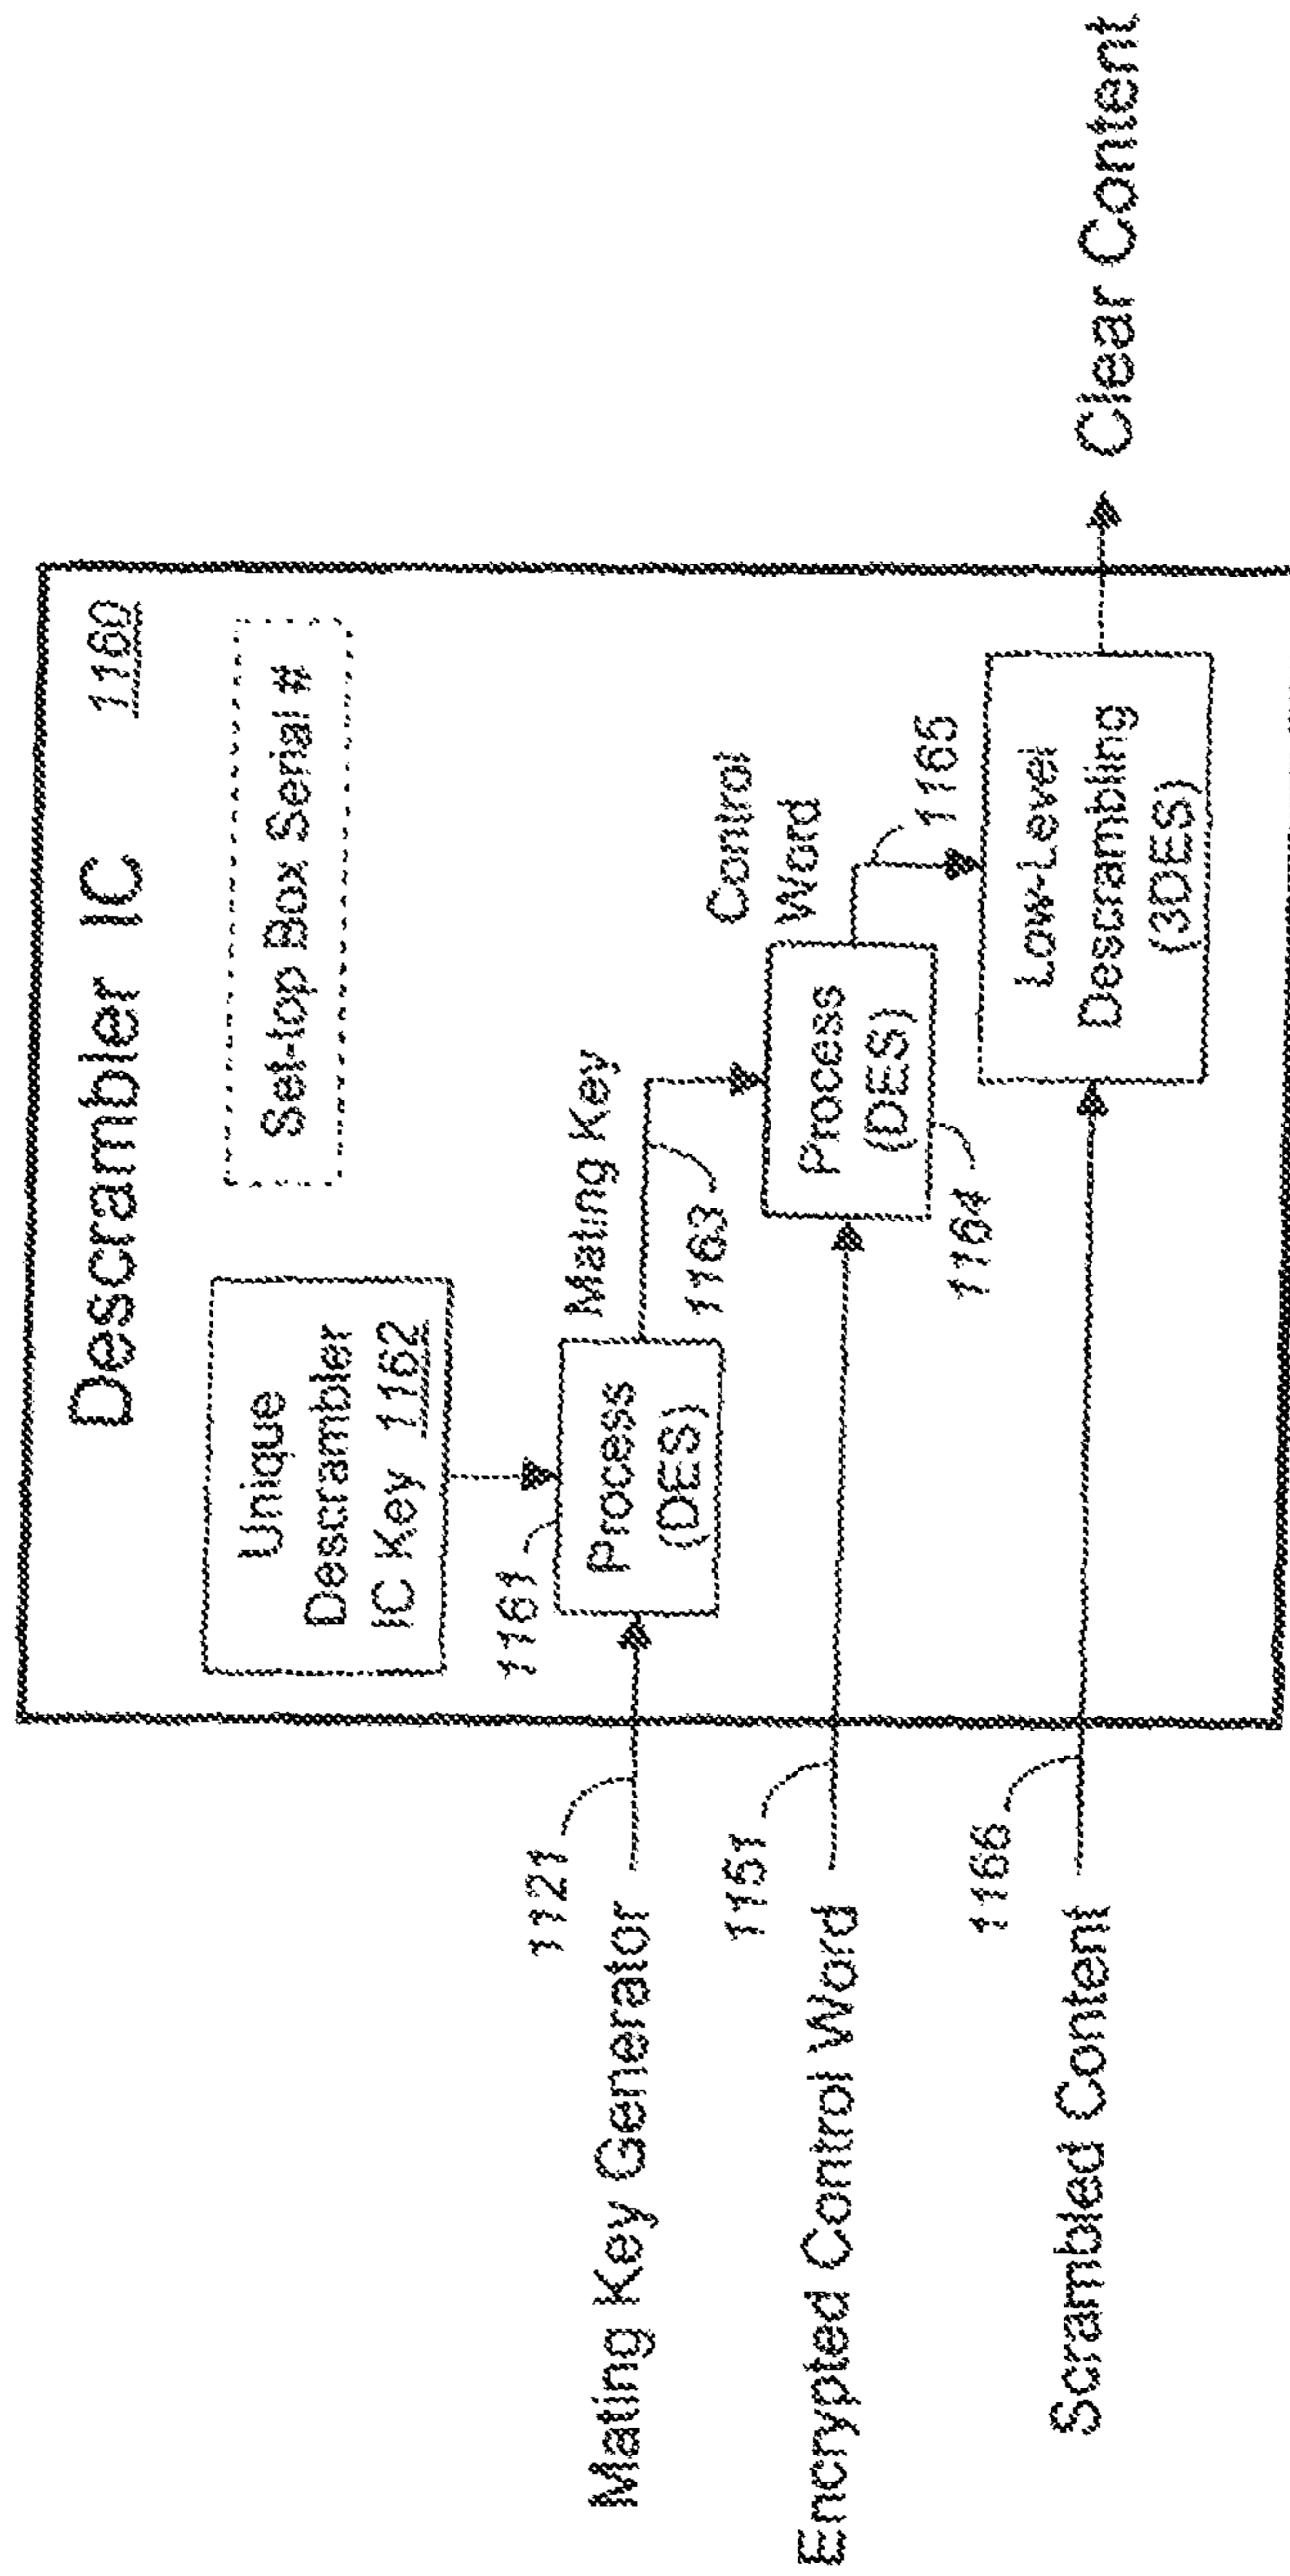 Descrambler IC 1160
Unique
Descrambler
IC Key 1162
Set-top Box Serial #
1161
Mating Key Generator
1121
Process
(DES)
Mating Key
1163
Encrypted Control Word
1151
Process
(DES)
1164
Control
Word
1165
Scrambled Content
1166
Low-Level
Descrambling
(3DES)
Clear Content